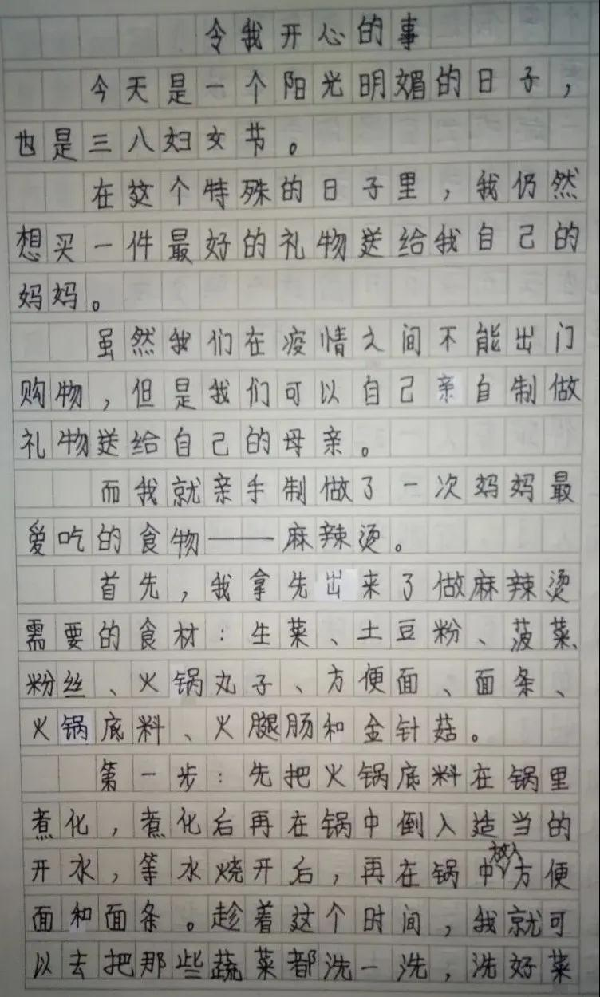 令我开心的事
今天是一个阳光明媚的日子，
也是三八妇女节。
在这个特殊的日子里，我仍然
想买一件最好的礼物送给我自己的
妈妈。
虽然我们在疫情之间不能出门
购物，但是我们可以自己亲自制做
礼物送给自己的母亲。
而我就亲手制做了一次妈妈最
爱吃的食物——麻辣烫。
首先，我拿先出来了做麻辣烫
需要的食材：生菜、土豆粉、菠菜、
粉丝、火锅丸子、方便面、面条、
火锅底料、火腿肠和金针菇。
第一步：先把火锅底料在锅里
煮化，煮化后再在锅中倒入适当的
开水，等水烧开后，再在锅中放入方便
面和面条。趁着这个时间，我就可
以去把那些蔬菜都洗一洗，洗好菜